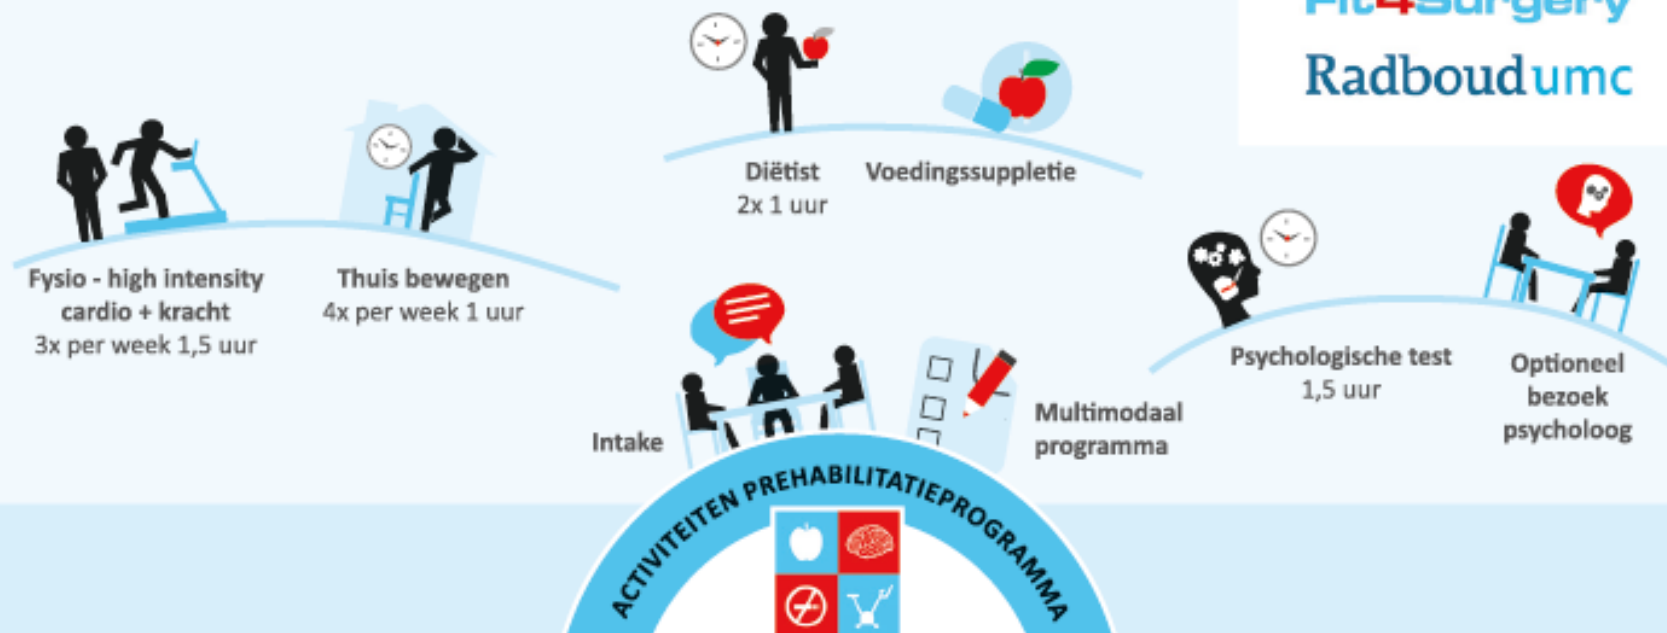 Fit4Surgery
Radboudumc
Diëtist
2x 1 uur
Voedingssuppletie
Fysio - high intensity
cardio + kracht
3x per week 1,5 uur
Thuis bewegen
4x per week 1 uur
Psychologische test
1,5 uur
Optioneel
bezoek
psycholoog
Intake
Multimodaal
programma
ACTIVITEITEN PREHABILITATIEPROGRAMMA